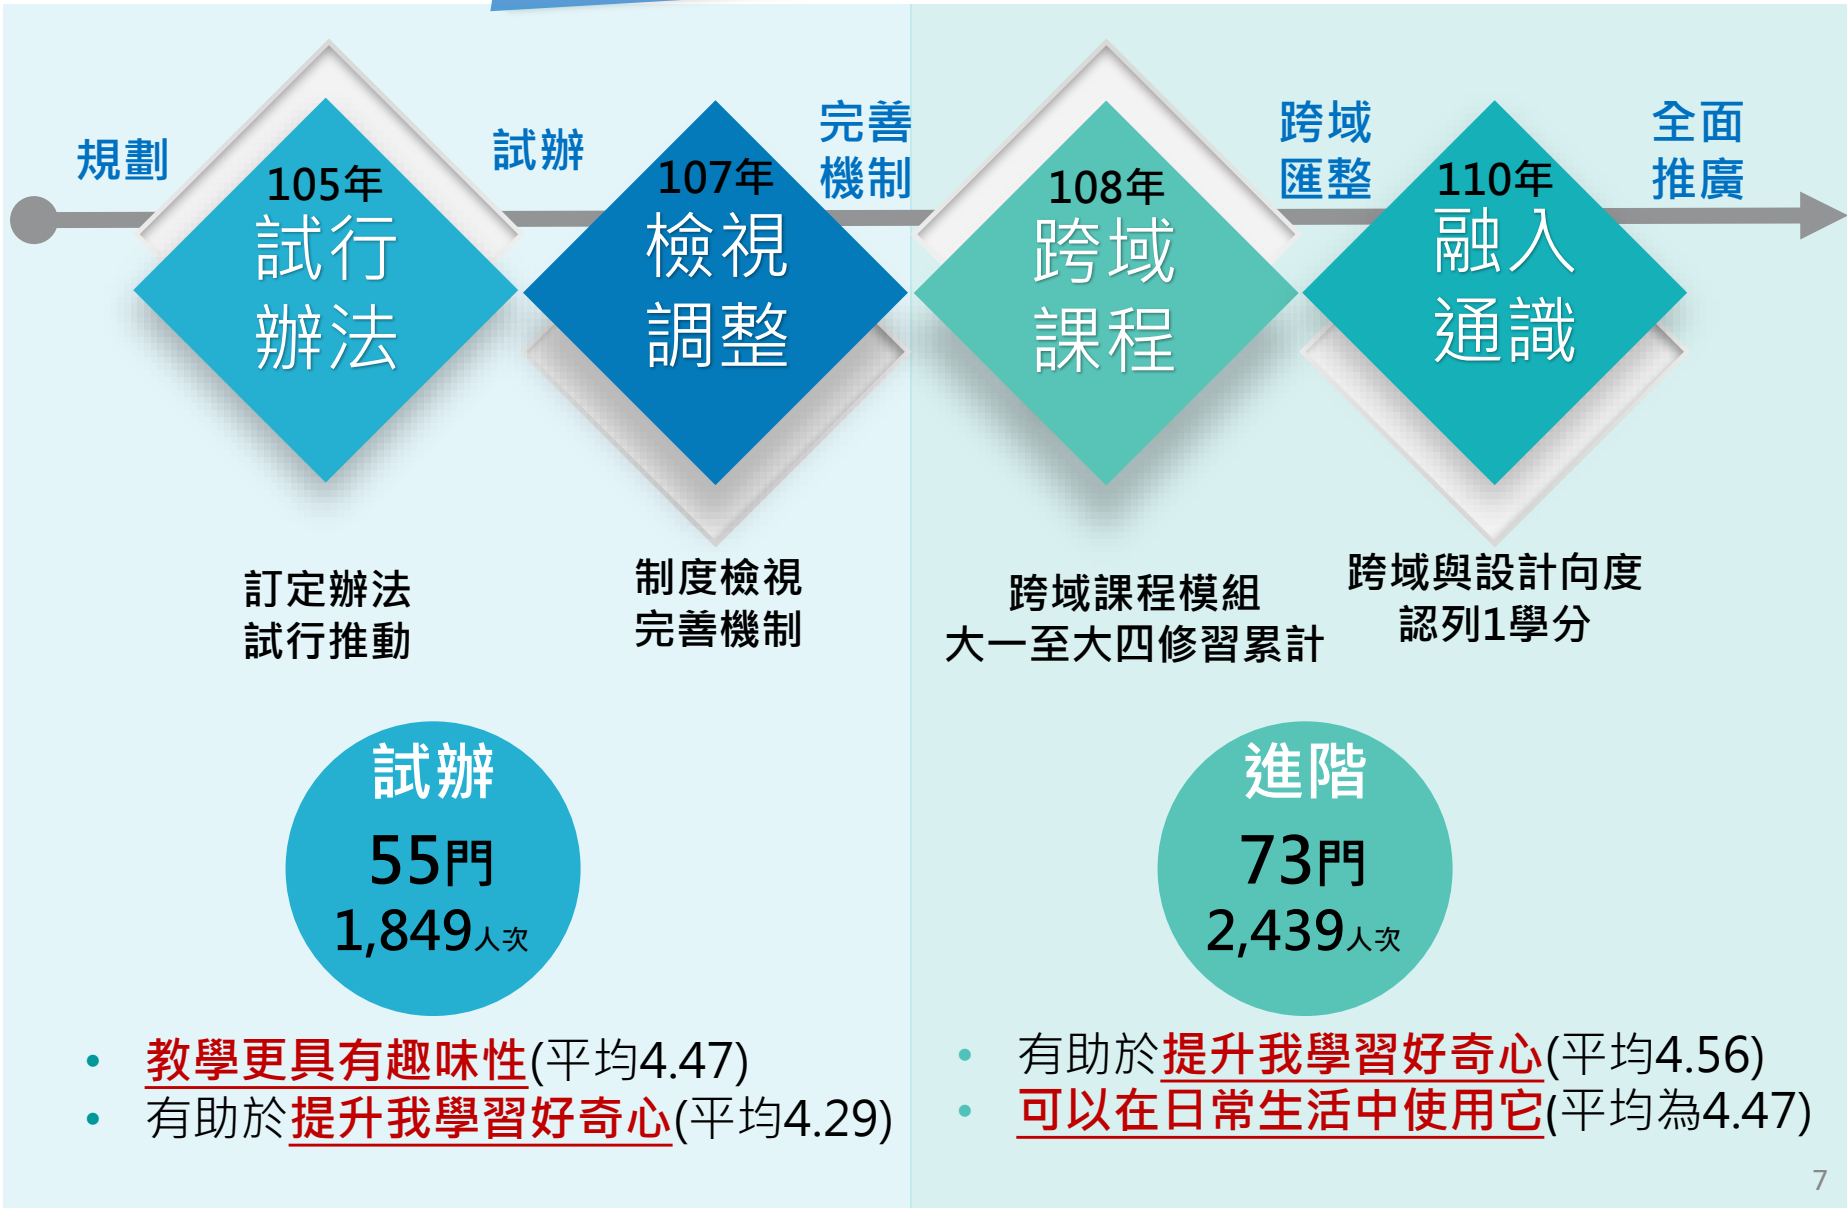 規劃
105年
試行
辦法
試辦
107年
檢視
調整
完善
機制
108年
跨域
課程
跨域
匯整
110年
融入
通識
全面
推廣
訂定辦法
試行推動
制度檢視
完善機制
跨域課程模組
大一至大四修習累計
跨域與設計向度
認列1學分
試辦
55門
1,849人次
• 教學更具有趣味性(平均4.47)
• 有助於提升我學習好奇心(平均4.29)
進階
73門
2,439人次
• 有助於提升我學習好奇心(平均4.56)
• 可以在日常生活中使用它(平均為4.47)
7